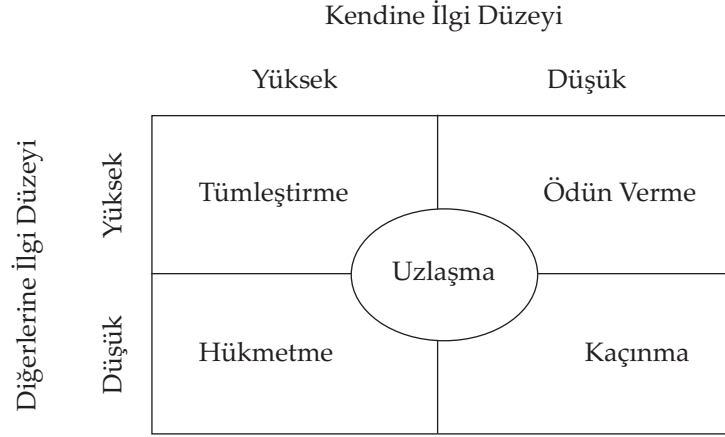 Kendine İlgi Düzeyi
Yüksek Düşük
Diğerlerine İlgi Düzeyi
Yüksek
Tümleştirme Ödün Verme
Uzlaşma
Düşük
Hükmetme Kaçınma